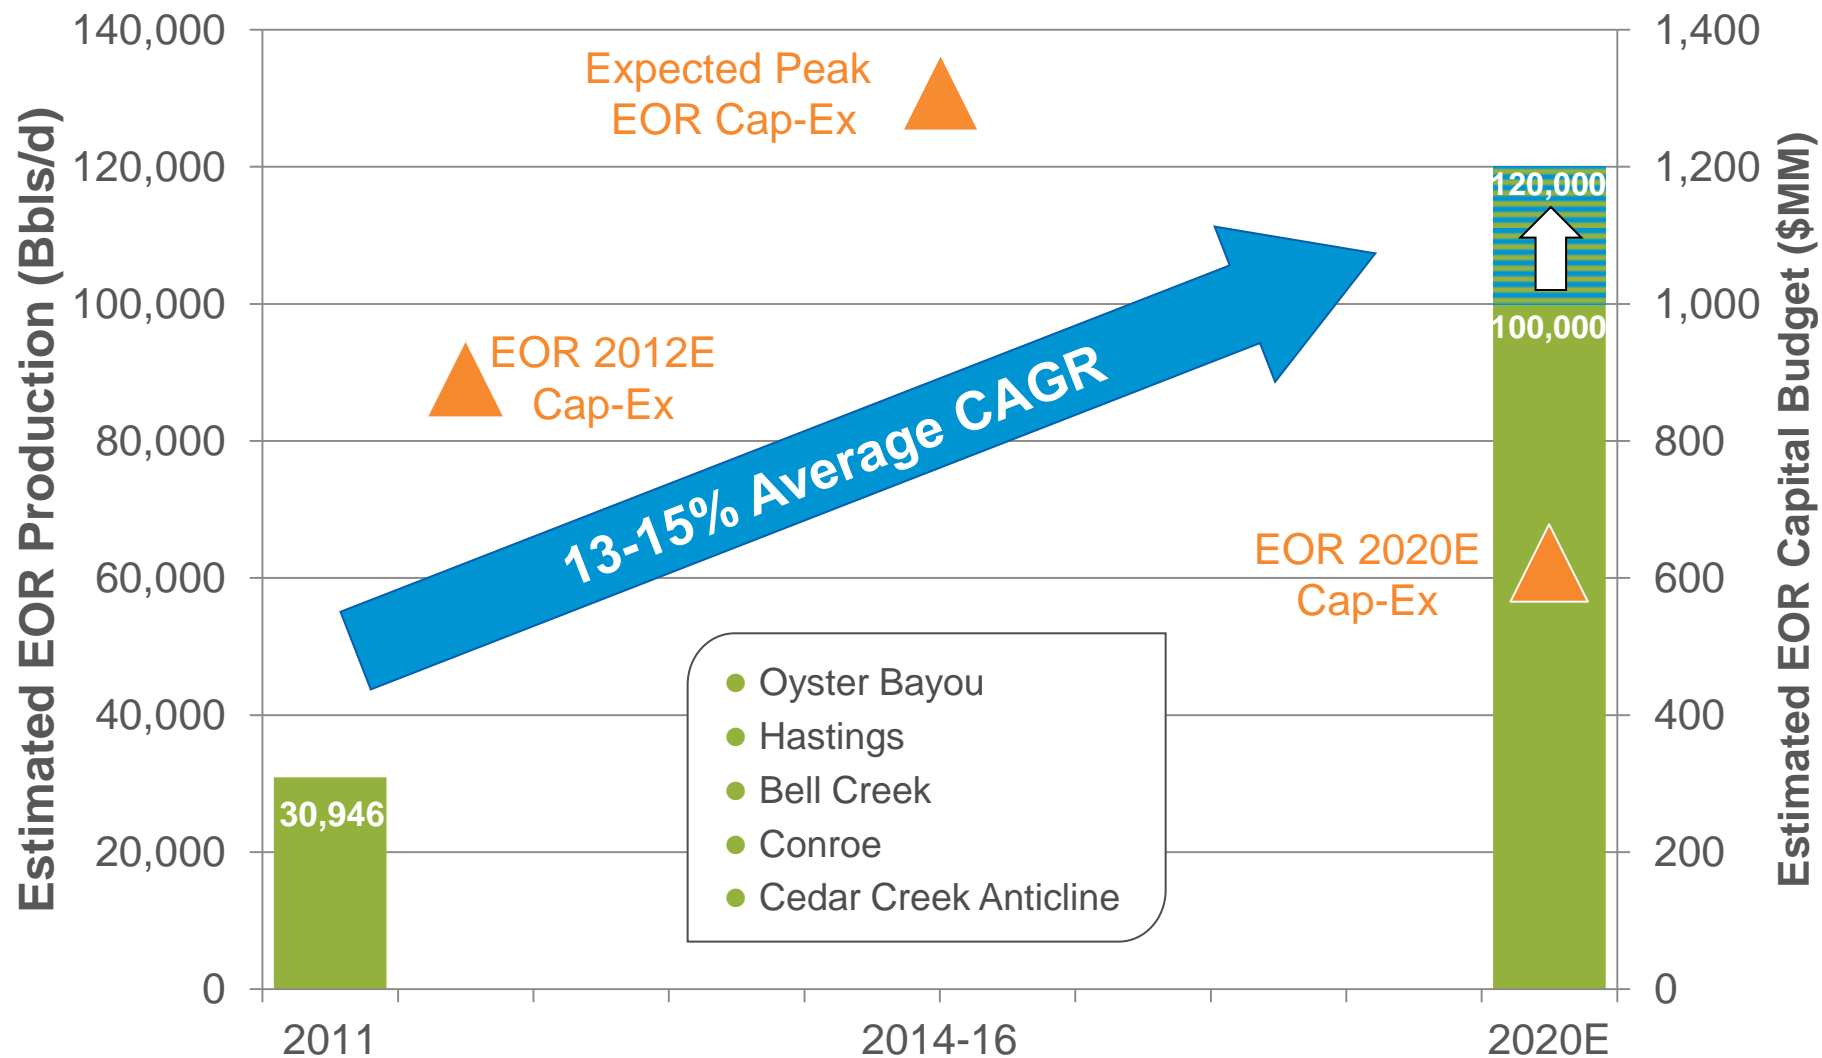 Estimated EOR Production (Bbls/d)
140,000
120,000
100,000
80,000
60,000
40,000
20,000
0
Expected Peak
EOR Cap-Ex
EOR 2012E
Cap-Ex
13-15% Average CAGR
EOR 2020E
Cap-Ex
Oyster Bayou
Hastings
Bell Creek
Conroe
Cedar Creek Anticline
30,946
120,000
100,000
1,400
1,200
1,000
800
600
400
200
0
Estimated EOR Capital Budget ($MM)
2011
2014-16
2020E